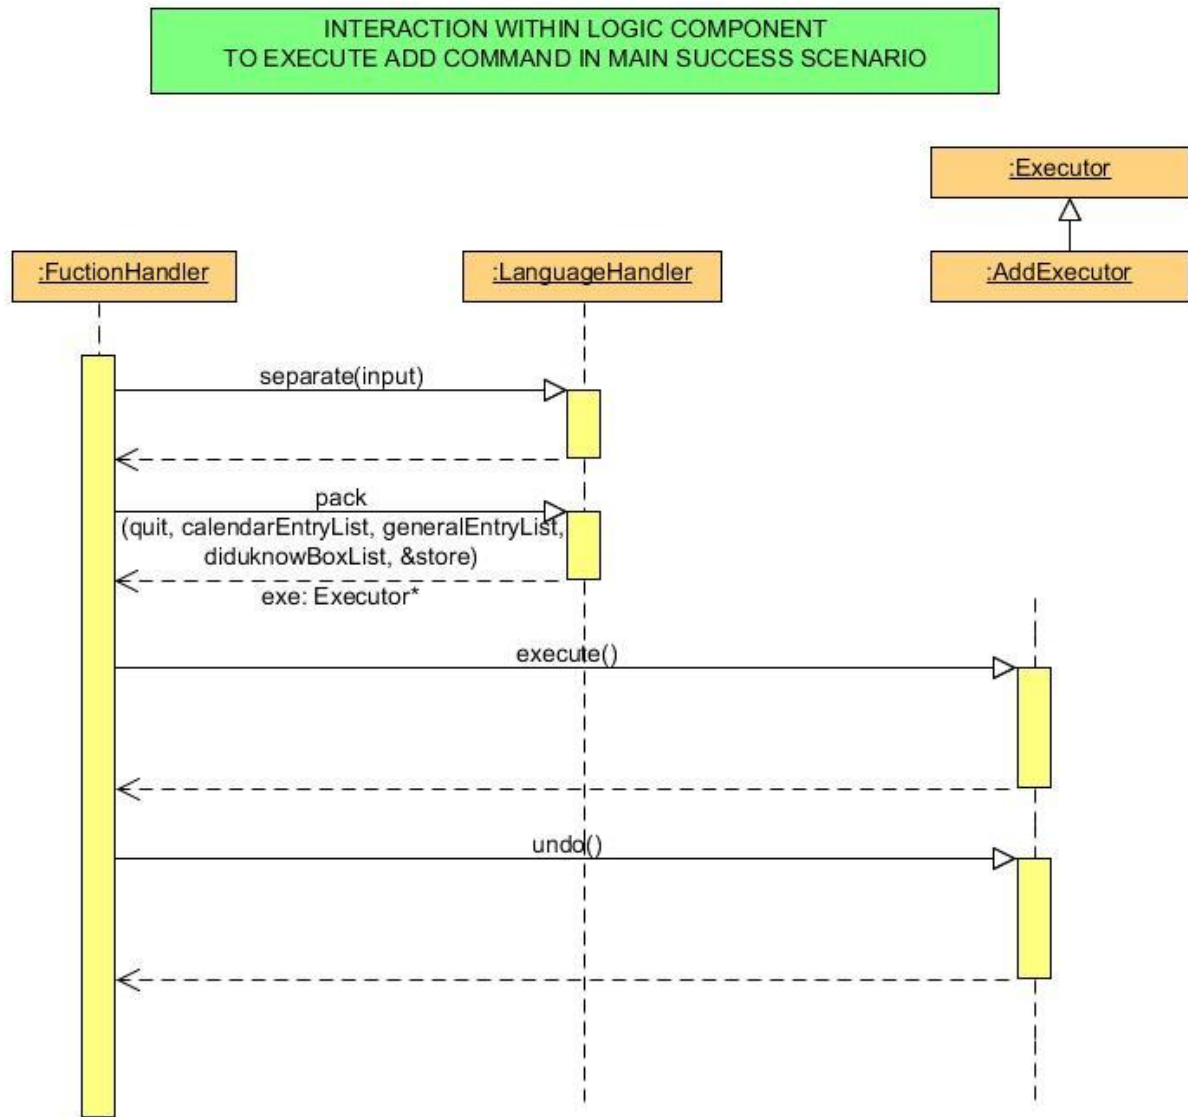 INTERACTION WITHIN LOGIC COMPONENT
TO EXECUTE ADD COMMAND IN MAIN SUCCESS SCENARIO
:Executor
:FuctionHandler
:LanguageHandler
:AddExecutor
separate(input)
pack
(quit, calendarEntryList, generalEntryList,
diduknowBoxList, &store)
exe: Executor*
execute()
undo()